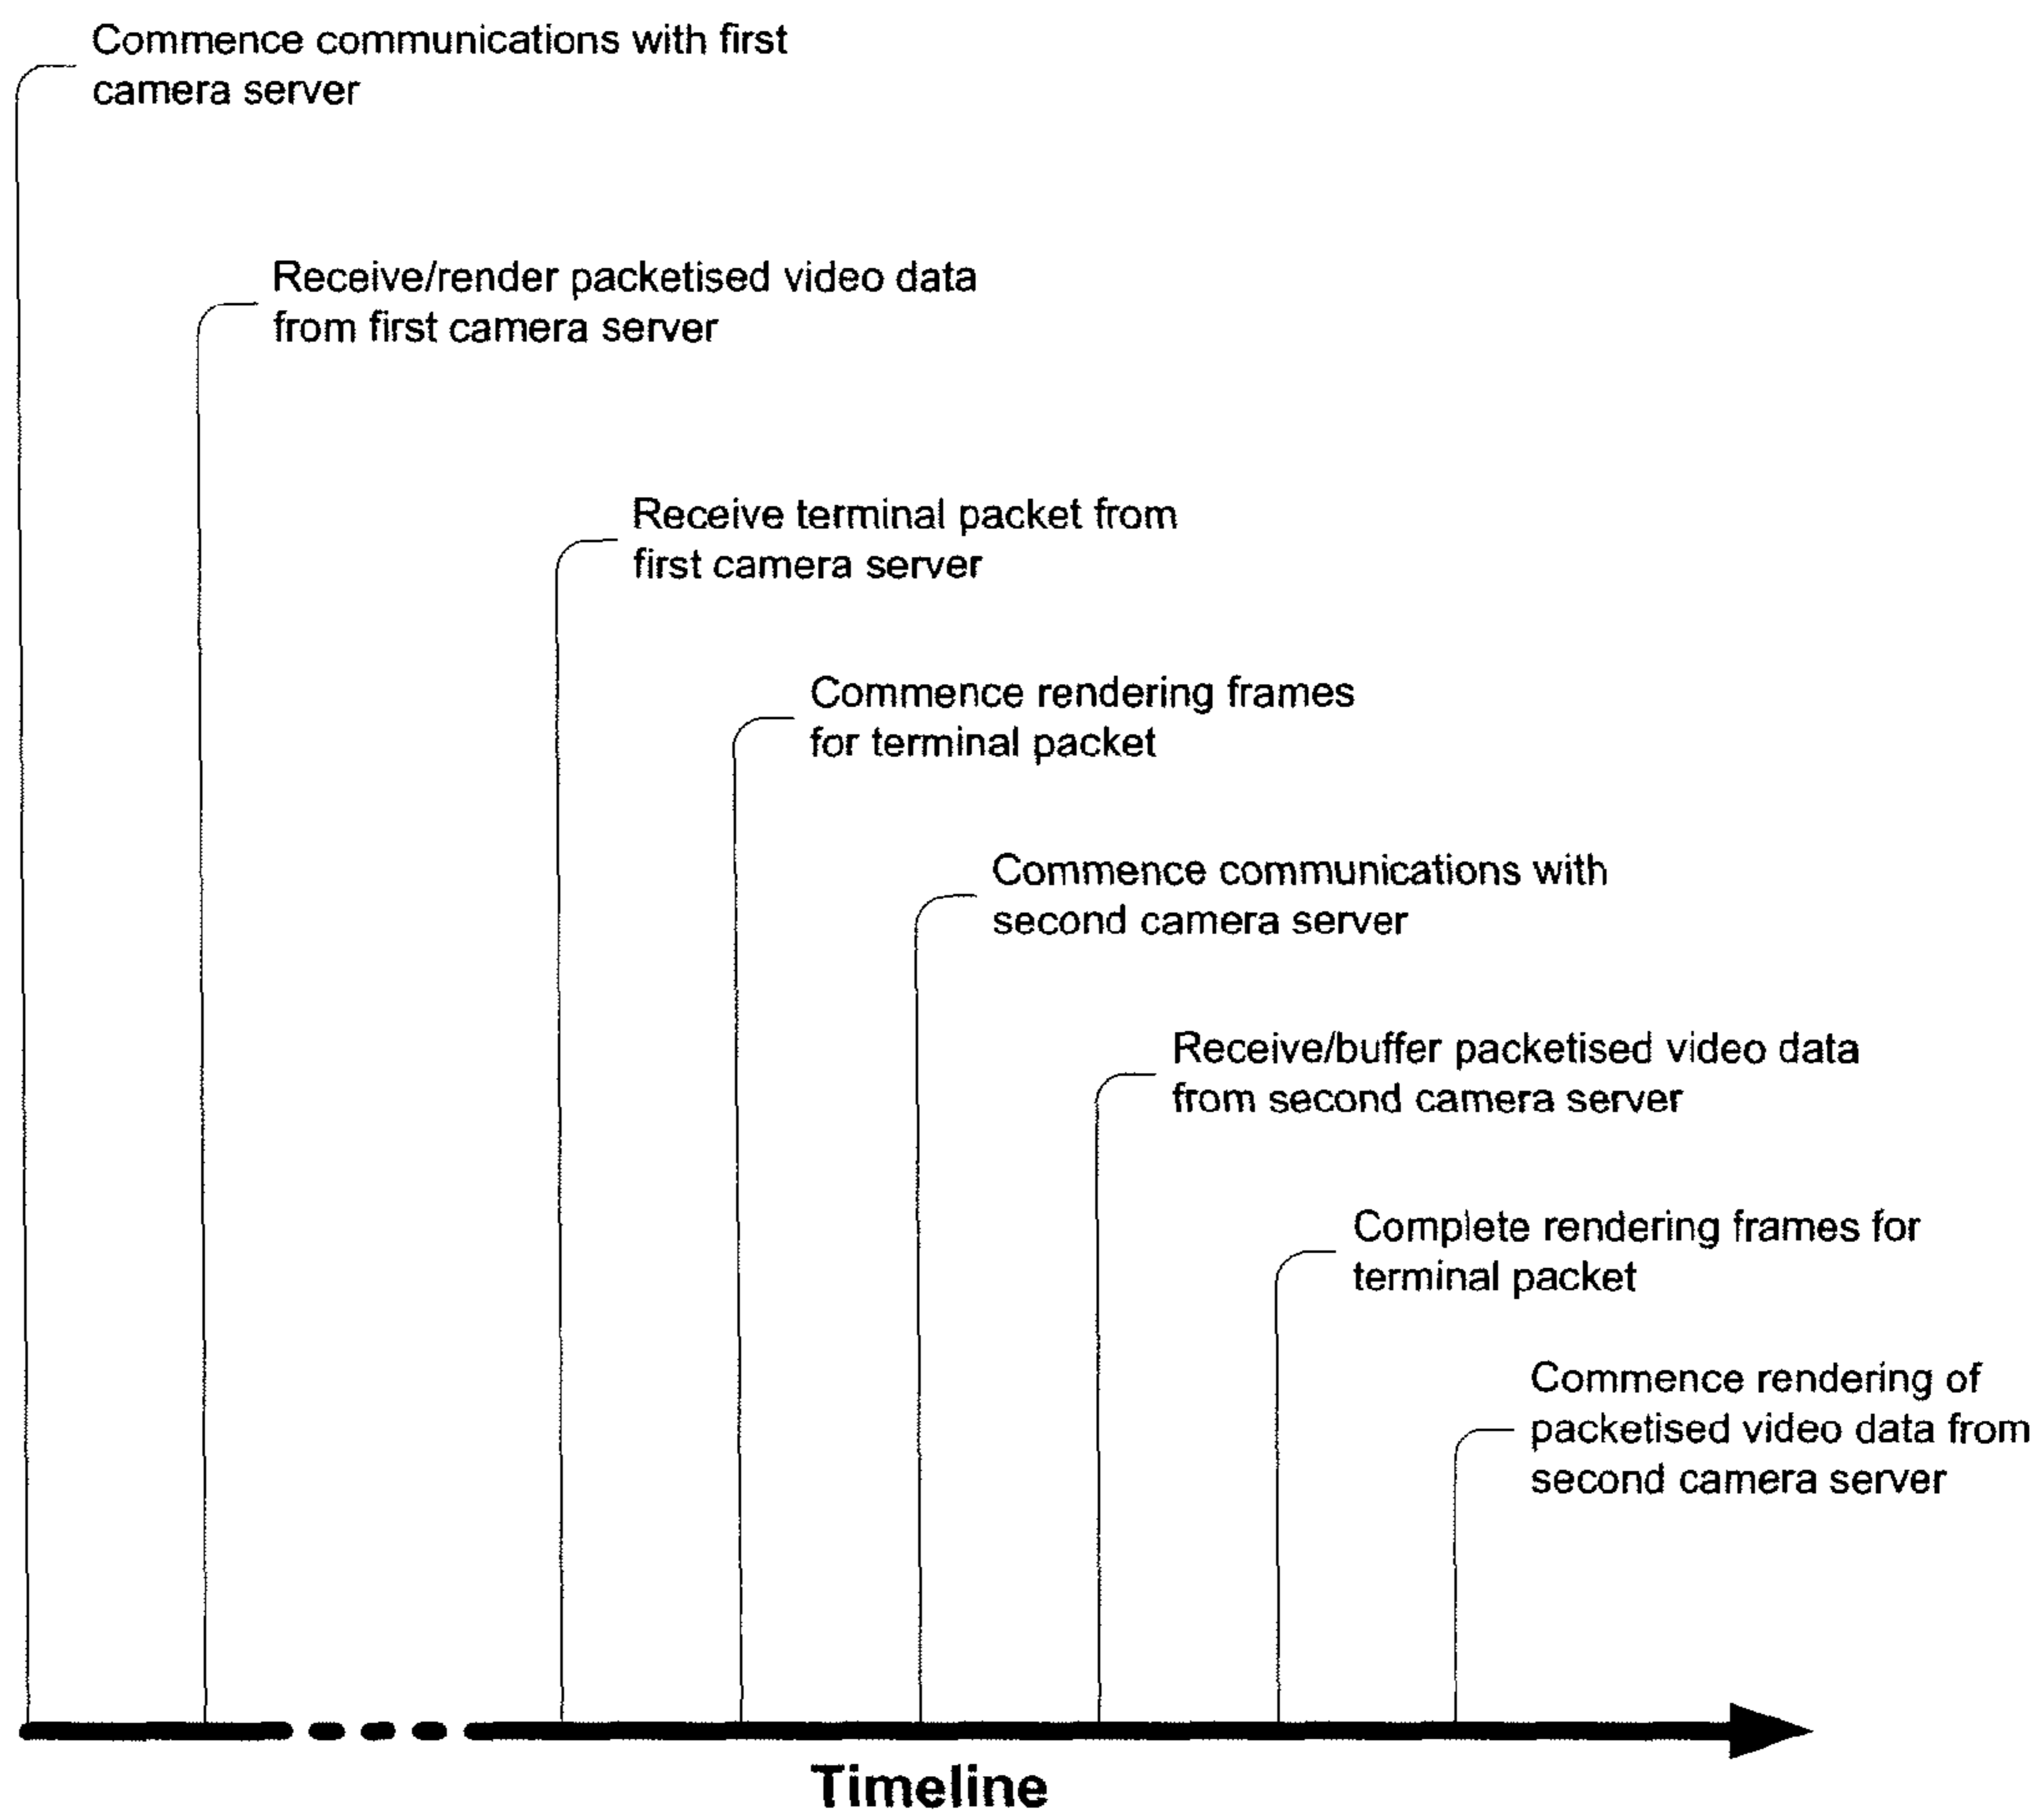 Commence communications with first
camera server
Receive/render packetised video data
from first camera server
Receive terminal packet from
first camera server
Commence rendering frames
for terminal packet
Commence communications with
second camera server
Receive/buffer packetised video data
from second camera server
Complete rendering frames for
terminal packet
Commence rendering of
packetised video data from
second camera server
Timeline